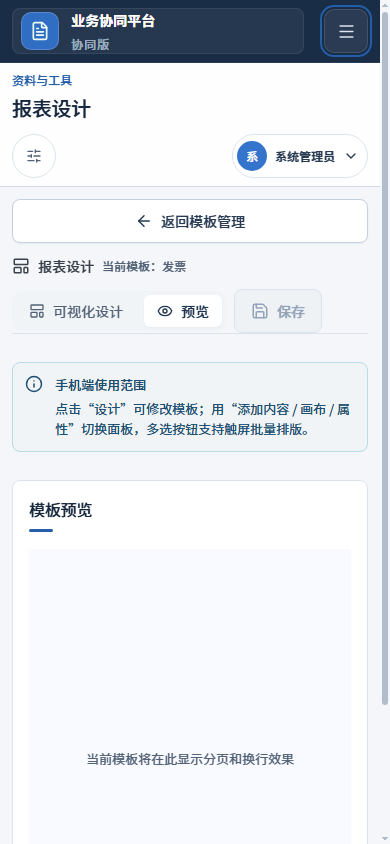 业务协同平台
协同版
资料与工具
报表设计
系 系统管理员
返回模板管理
报表设计 当前模板：发票
可视化设计 预览 保存
手机端使用范围
点击“设计”可修改模板；用“添加内容 / 画布 / 属
性”切换面板，多选按钮支持触屏批量排版。
模板预览
当前模板将在此显示分页和换行效果